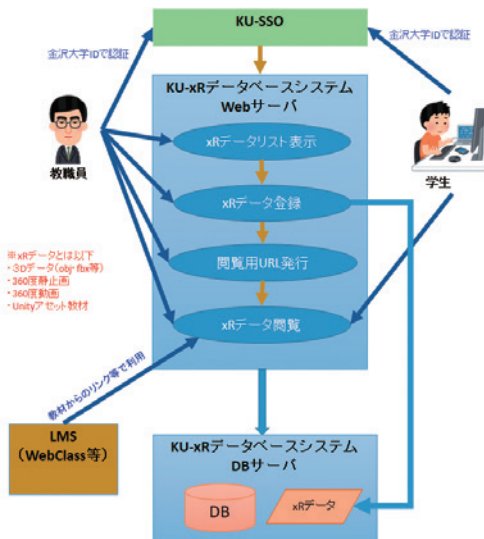 KU-SSO
金沢大学IDで認証
金沢大学IDで認証
KU-xRデータベースシステム
Webサーバ
xRデータリスト表示
教職員
学生
xRデータ登録
※xRデータとは以下
・3Dデータ(obj・fbx等)
・360度静止画
・360度動画
・Unityアセット教材
閲覧用URL発行
xRデータ閲覧
教材からのリンク等で利用
LMS
(WebClass等)
KU-xRデータベースシステム
DBサーバ
DB
xRデータ